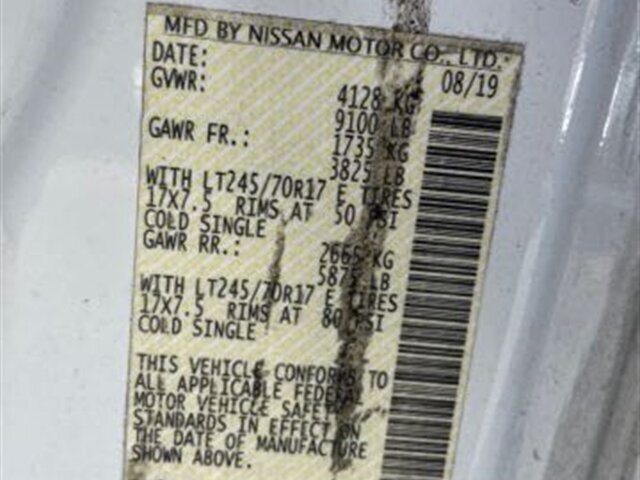 MFD BY NISSAN MOTOR CO., LTD.
DATE: 08/19
GVWR: 4128 KG
9100 LB
GAWR FR.: 1735 KG
3825 LB
WITH LT245/70R17 E TIRES
17X7.5 RIMS AT 50 PSI
COLD SINGLE
GAWR RR.: 2665 KG
5875 LB
WITH LT245/70R17 E TIRES
17X7.5 RIMS AT 80 PSI
COLD SINGLE
THIS VEHICLE CONFORMS TO
ALL APPLICABLE FEDERAL
MOTOR VEHICLE SAFETY
STANDARDS IN EFFECT ON
THE DATE OF MANUFACTURE
SHOWN ABOVE.